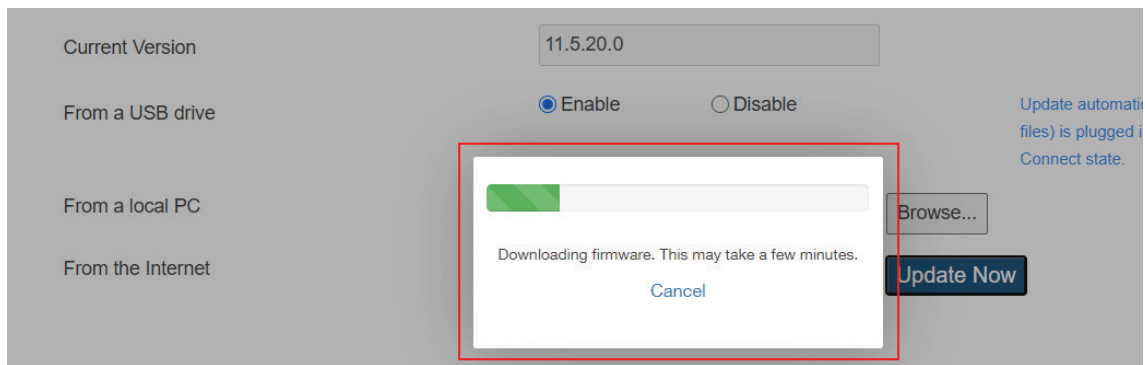 Current Version
11.5.20.0
From a USB drive
Enable
Disable
Update automatic
files) is plugged i
Connect state.
From a local PC
Browse...
Downloading firmware. This may take a few minutes.
From the Internet
Update Now
Cancel